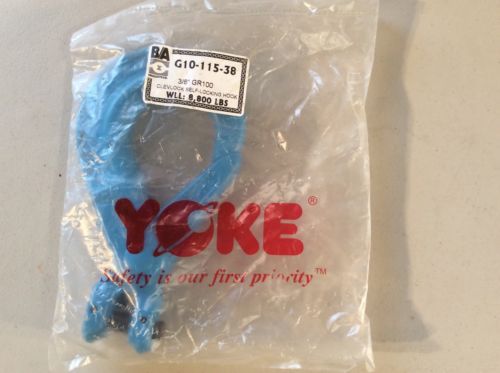 BA
G10-115-38
3/8" GR100
CLEVLOCK SELF-LOCKING HOOK
WLL: 8,800 LBS
YOKE®
Safety is our first priority™